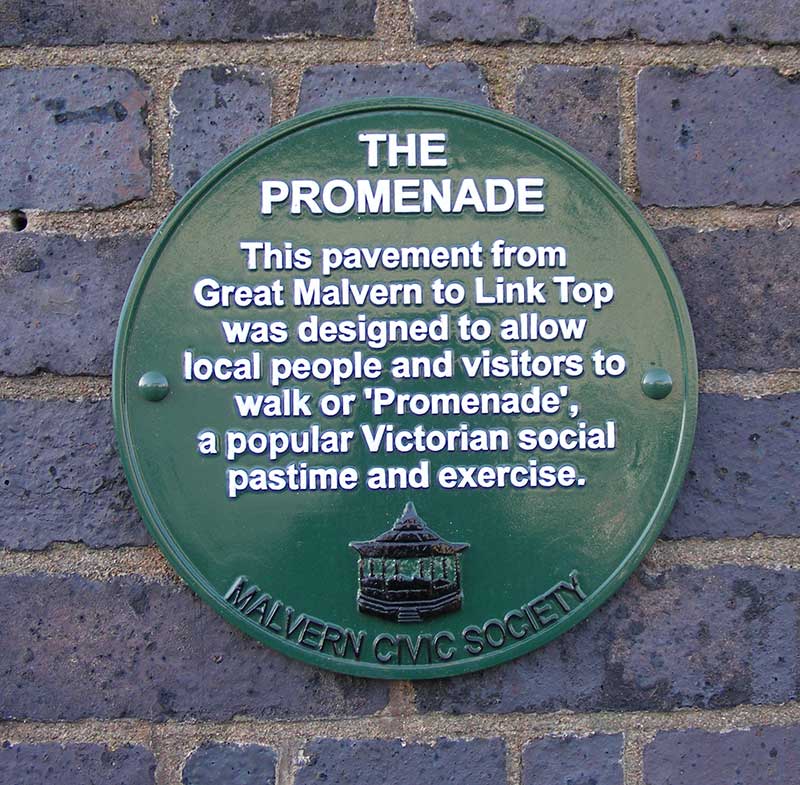 THE
PROMENADE
This pavement from
Great Malvern to Link Top
was designed to allow
local people and visitors to
walk or 'Promenade',
a popular Victorian social
pastime and exercise.
MALVERN CIVIC SOCIETY